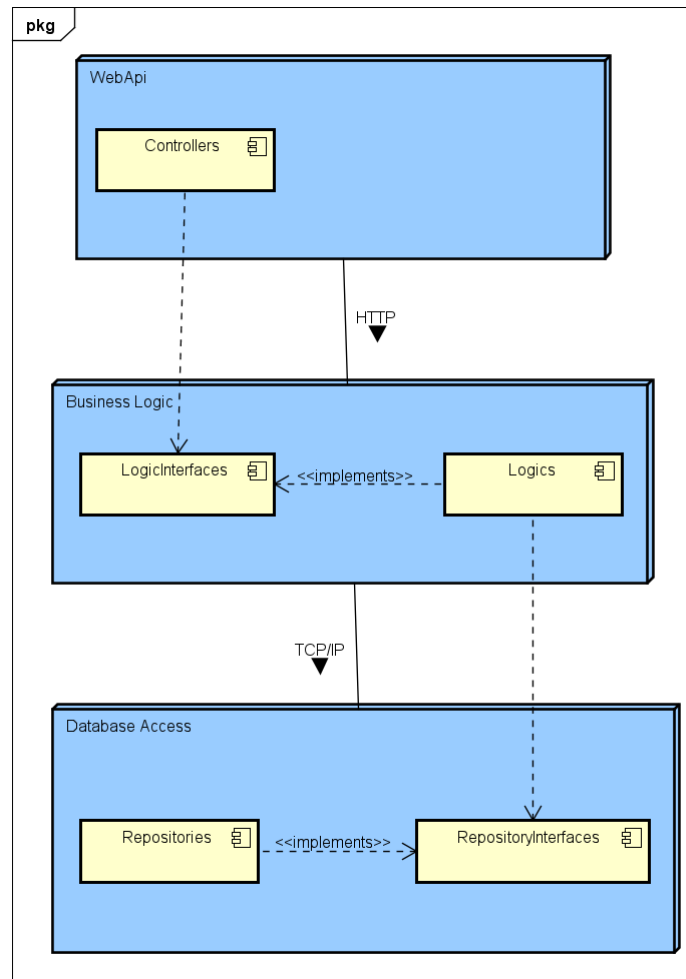 pkg
WebApi
Controllers
HTTP
Business Logic
LogicInterfaces
<<implements>>
Logics
TCP/IP
Database Access
Repositories
<<implements>>
RepositoryInterfaces